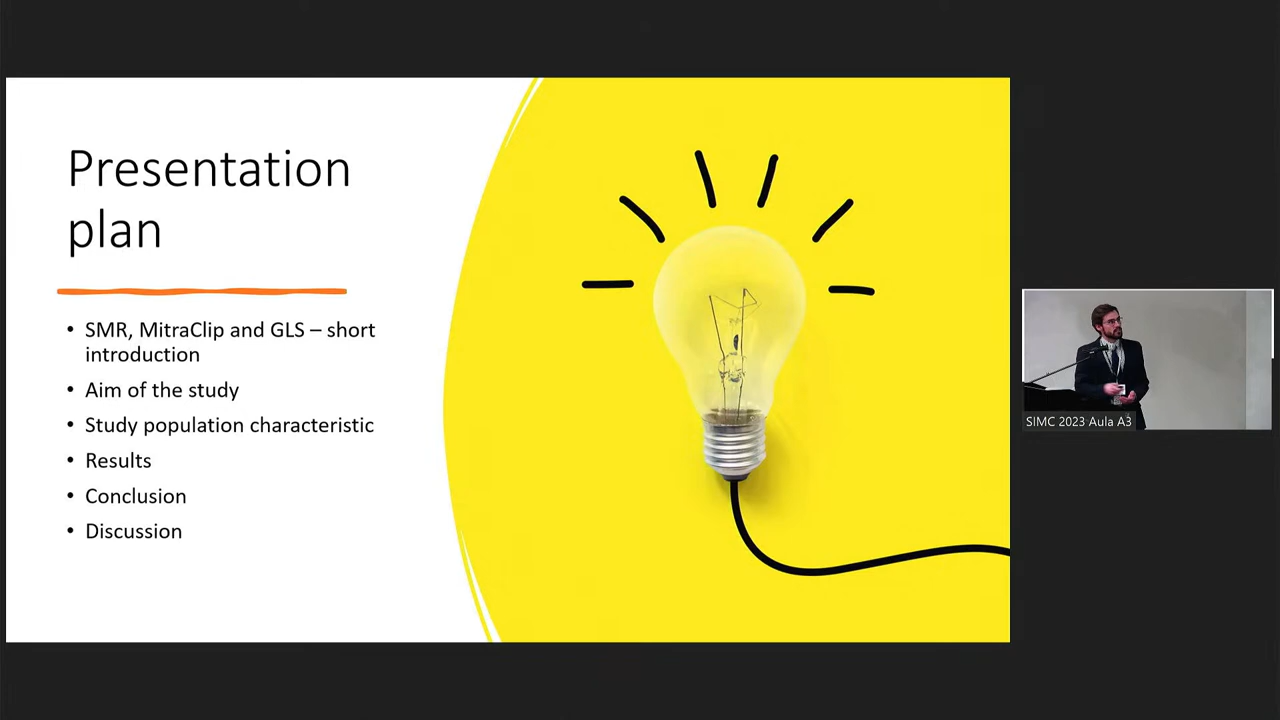 Presentation
plan
• SMR, MitraClip and GLS – short
introduction
• Aim of the study
• Study population characteristic
• Results
• Conclusion
• Discussion
SIMC 2023 Aula A3